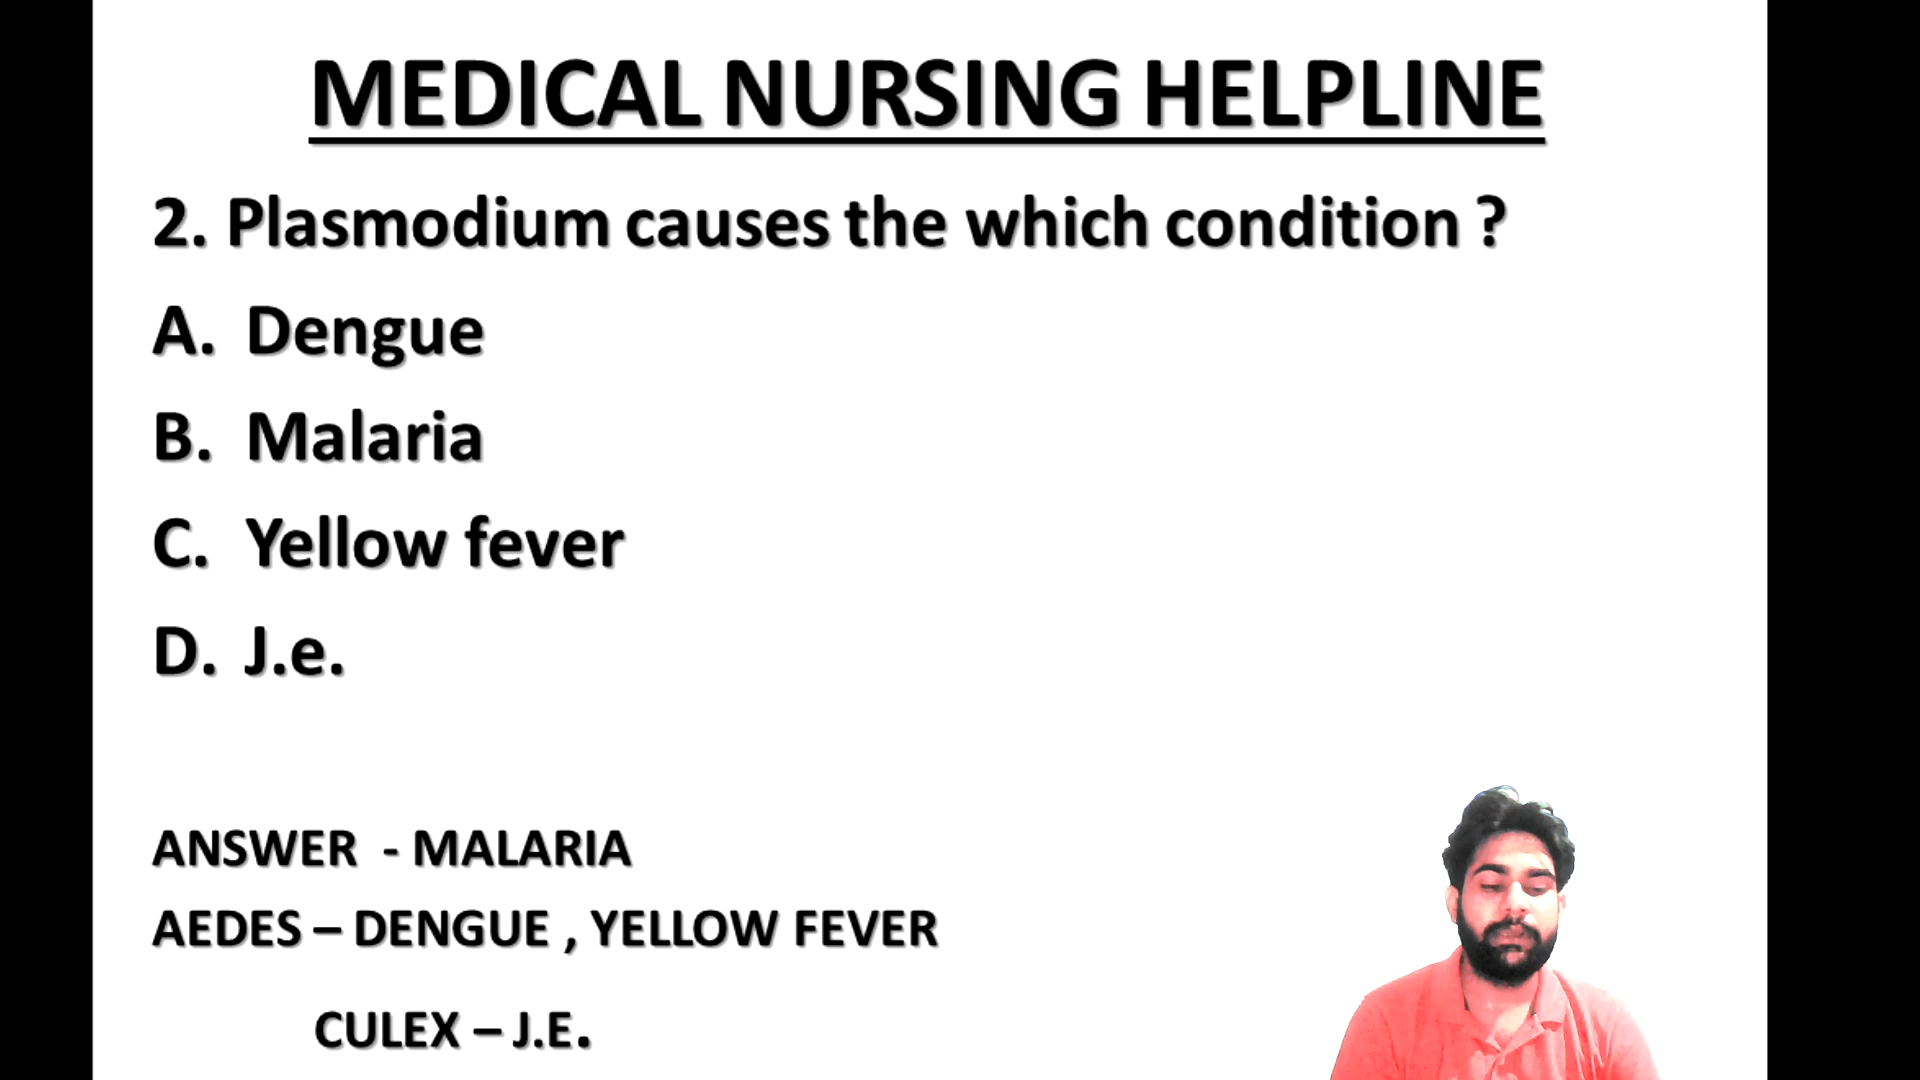 MEDICAL NURSING HELPLINE
2. Plasmodium causes the which condition ?
A. Dengue
B. Malaria
C. Yellow fever
D. J.e.
ANSWER - MALARIA
AEDES – DENGUE , YELLOW FEVER
CULEX – J.E.